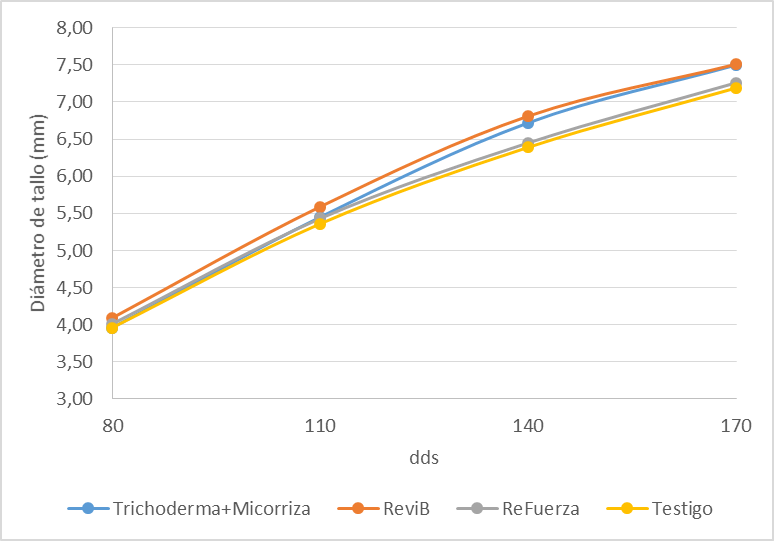 8,00
7,50
7,00
6,50
6,00
5,50
5,00
4,50
4,00
3,50
3,00
Diámetro de tallo (mm)
80 110 140 170
dds
Trichoderma+Micorriza ReviB ReFuerza Testigo